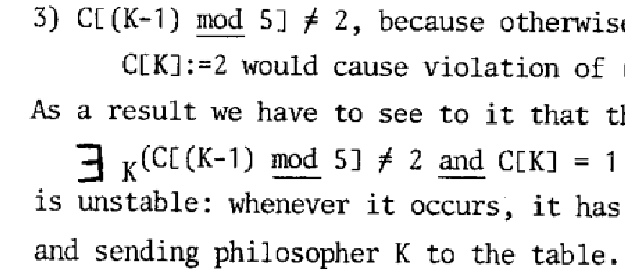 3) C[(K-1) mod 5] ≠ 2, because otherwise
C[K]:=2 would cause violation of
As a result we have to see to it that
∃ K(C[(K-1) mod 5] ≠ 2 and C[K] = 1
is unstable: whenever it occurs, it has
and sending philosopher K to the table.